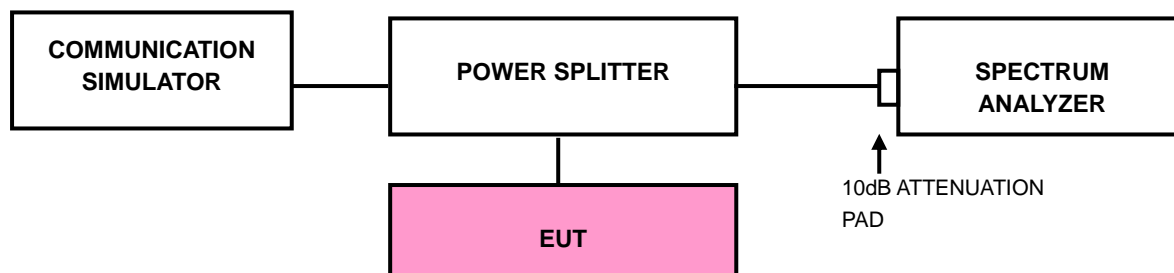 COMMUNICATION
SIMULATOR
POWER SPLITTER
SPECTRUM
ANALYZER
10dB ATTENUATION
PAD
EUT